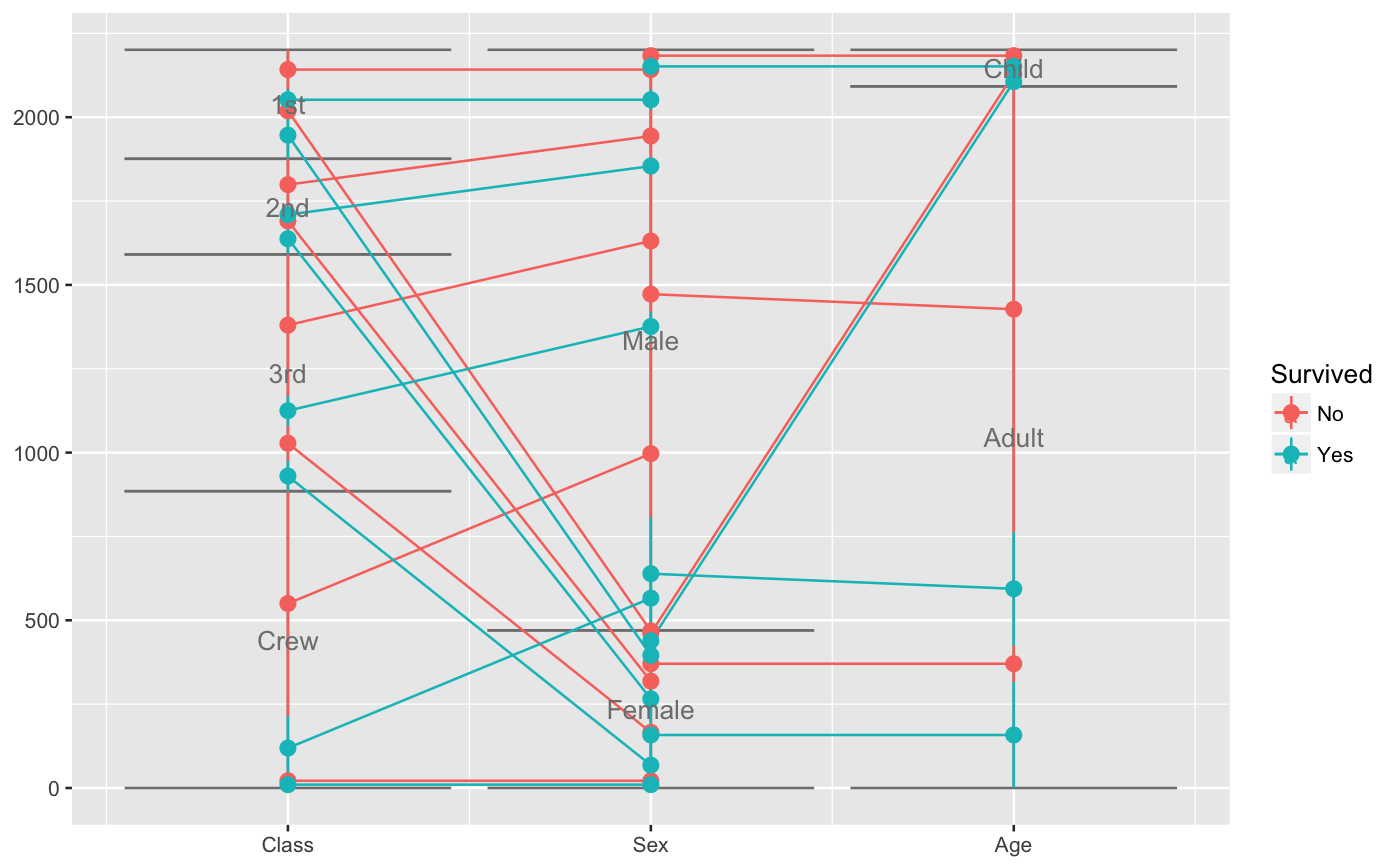 2000
1500
1000
500
0
1st
2nd
3rd
Crew
Male
Female
Child
Adult
Class
Sex
Age
Survived
No
Yes